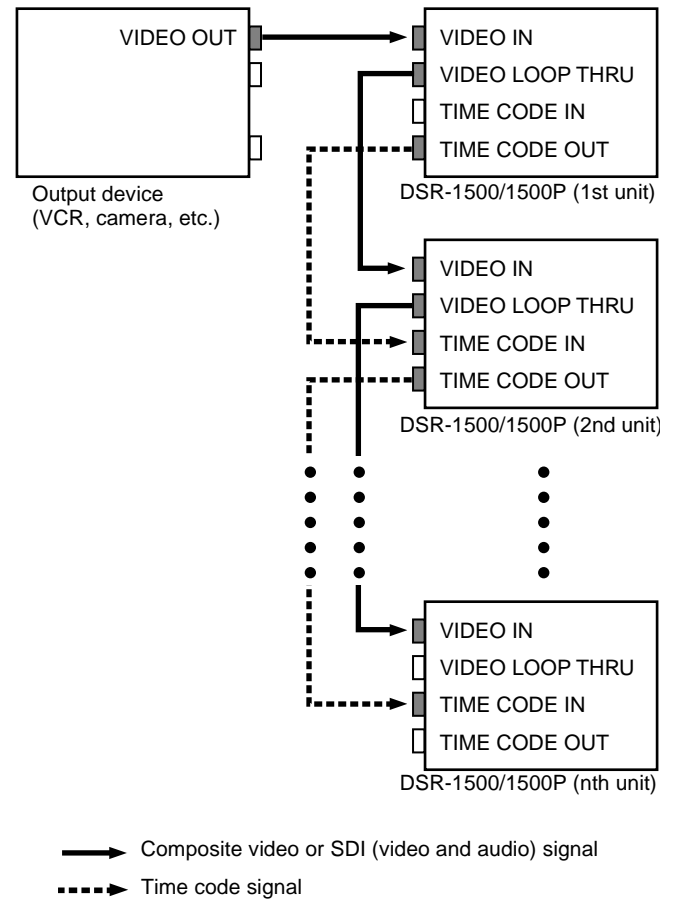 VIDEO OUT
Output device
(VCR, camera, etc.)
VIDEO IN
VIDEO LOOP THRU
TIME CODE IN
TIME CODE OUT
DSR-1500/1500P (1st unit)
VIDEO IN
VIDEO LOOP THRU
TIME CODE IN
TIME CODE OUT
DSR-1500/1500P (2nd unit)
VIDEO IN
VIDEO LOOP THRU
TIME CODE IN
TIME CODE OUT
DSR-1500/1500P (nth unit)
Composite video or SDI (video and audio) signal
Time code signal